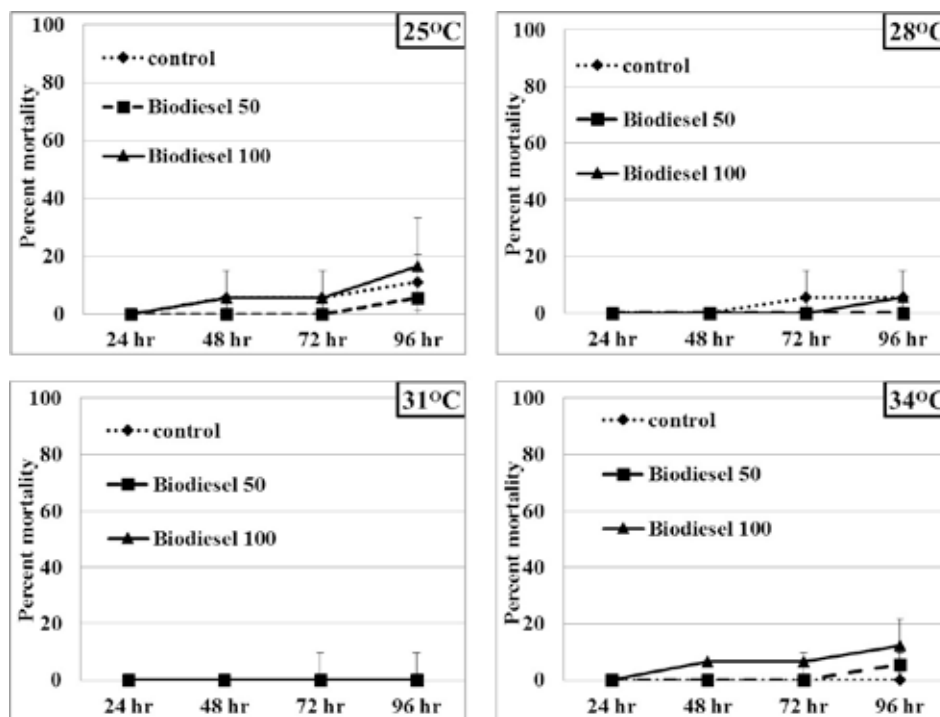 25°C
Percent mortality
100
80
60
40
20
0
control
Biodiesel 50
Biodiesel 100
24 hr 48 hr 72 hr 96 hr
28°C
Percent mortality
100
80
60
40
20
0
control
Biodiesel 50
Biodiesel 100
24 hr 48 hr 72 hr 96 hr
31°C
Percent mortality
100
80
60
40
20
0
control
Biodiesel 50
Biodiesel 100
24 hr 48 hr 72 hr 96 hr
34°C
Percent mortality
100
80
60
40
20
0
control
Biodiesel 50
Biodiesel 100
24 hr 48 hr 72 hr 96 hr